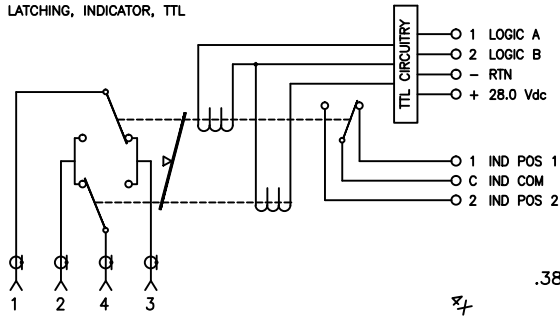 LATCHING, INDICATOR, TTL
TTL CIRCUITRY
1 LOGIC A
2 LOGIC B
– RTN
+ 28.0 Vdc
1 IND POS 1
C IND COM
2 IND POS 2
1 2 4 3
.38